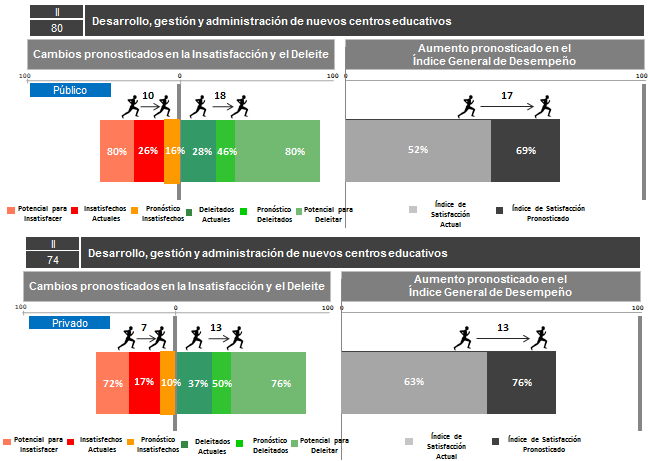 II
80
Desarrollo, gestión y administración de nuevos centros educativos
Cambios pronosticados en la Insatisfacción y el Deleite
Aumento pronosticado en el
Índice General de Desempeño
100 0 100 0 100
Público
10 18 17
80% 26% 16% 28% 46% 80% 52% 69%
Potencial para
Insatisfacer
Insatisfechos
Actuales
Pronóstico
Insatisfechos
Deleitados
Actuales
Pronóstico
Deleitados
Potencial para
Deleitar
Índice de
Satisfacción
Actual
Índice de Satisfacción
Pronosticado
II
74
Desarrollo, gestión y administración de nuevos centros educativos
Cambios pronosticados en la Insatisfacción y el Deleite
Aumento pronosticado en el
Índice General de Desempeño
100 0 100 0 100
Privado
7 13 13
72% 17% 10% 37% 50% 76% 63% 76%
Potencial para
Insatisfacer
Insatisfechos
Actuales
Pronóstico
Insatisfechos
Deleitados
Actuales
Pronóstico
Deleitados
Potencial para
Deleitar
Índice de
Satisfacción
Actual
Índice de Satisfacción
Pronosticado